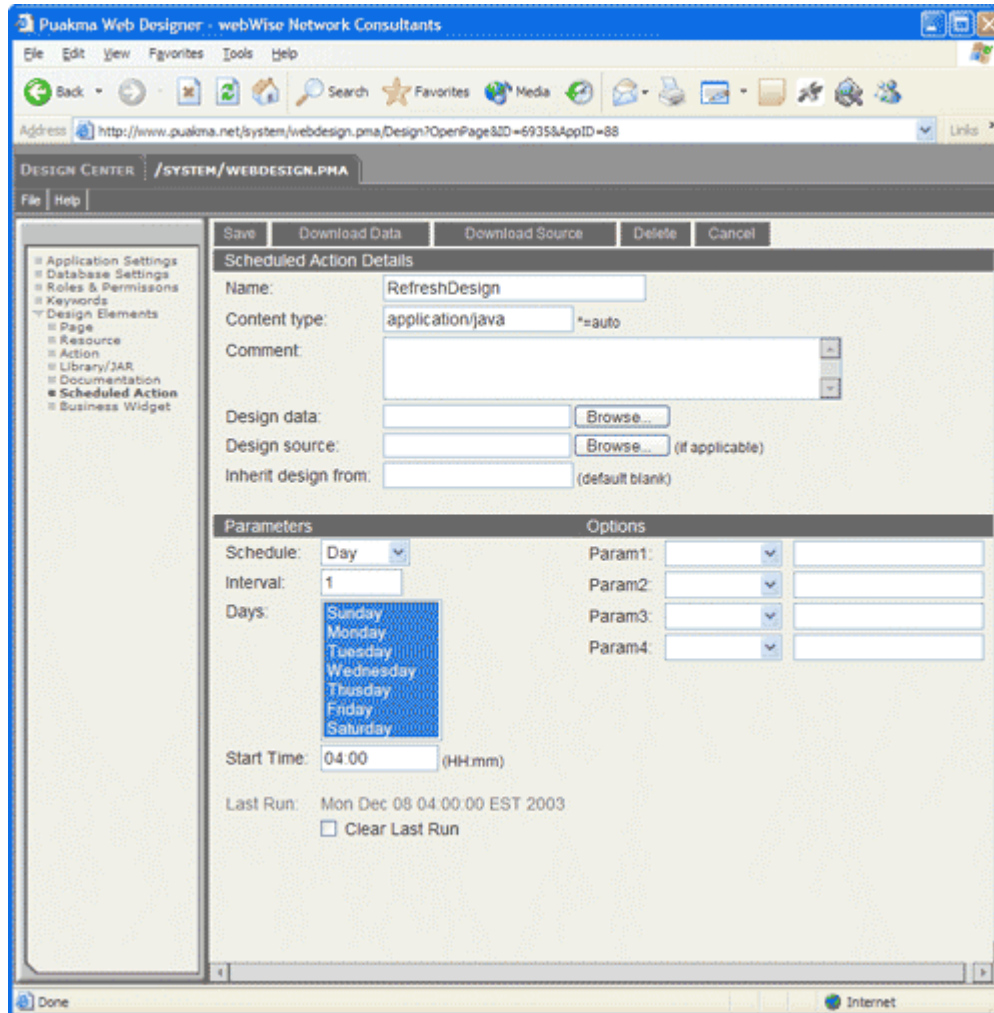 Puakma Web Designer - webWise Network Consultants
File Edit View Favorites Tools Help
Back Search Favorites Media
Address http://www.puakma.net/system/webdesign.pma/Design?OpenPage&ID=6935&AppID=88 Links »
DESIGN CENTER /SYSTEM/WEBDESIGN.PMA
File Help
Save Download Data Download Source Delete Cancel
Application Settings
Database Settings
Roles & Permissons
Keywords
Design Elements
Page
Resource
Action
Library/JAR
Documentation
Scheduled Action
Business Widget
Scheduled Action Details
Name: RefreshDesign
Content type: application/java *=auto
Comment:
Design data: Browse...
Design source: Browse... (if applicable)
Inherit design from: (default blank)
Parameters Options
Schedule: Day Param1:
Interval: 1 Param2:
Days: Sunday Param3:
Monday
Tuesday Param4:
Wednesday
Thusday
Friday
Saturday
Start Time: 04:00 (HH:mm)
Last Run: Mon Dec 08 04:00:00 EST 2003
Clear Last Run
Done Internet